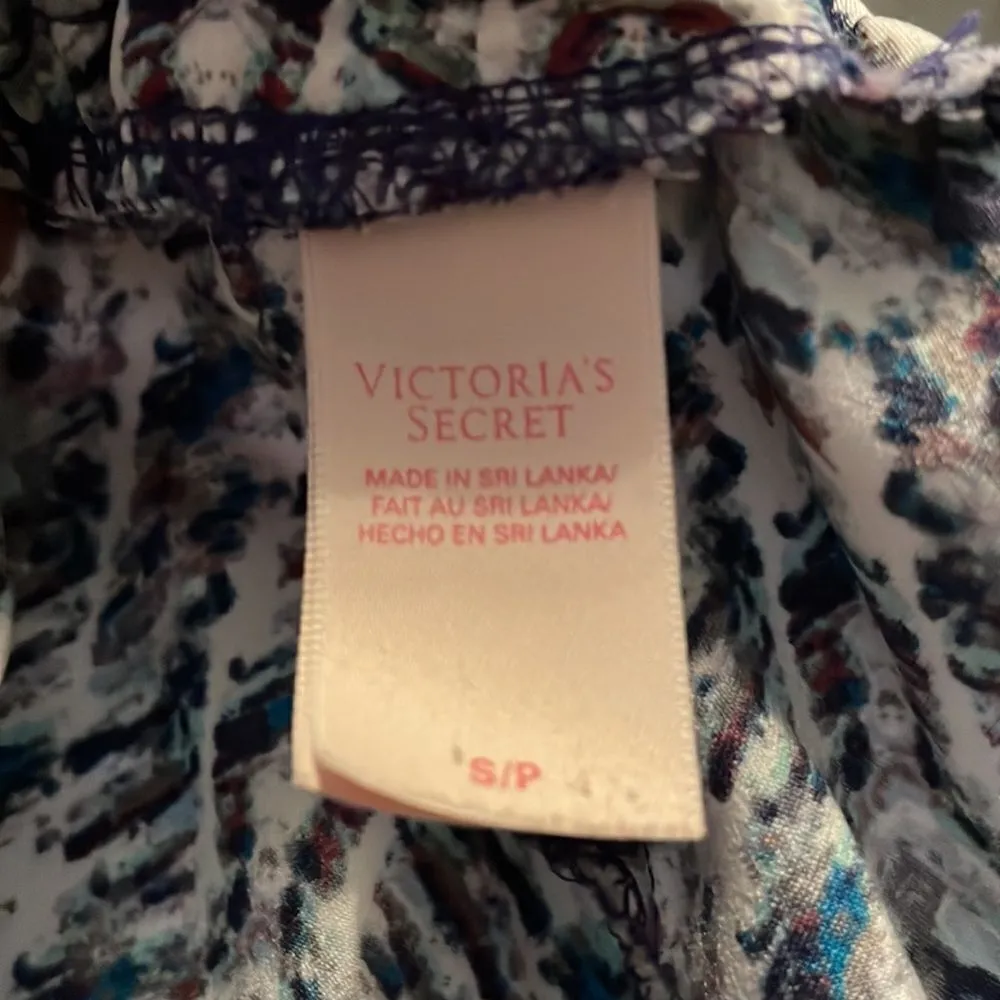 VICTORIA'S
SECRET
MADE IN SRI LANKA/
FAIT AU SRI LANKA/
HECHO EN SRI LANKA
S/P